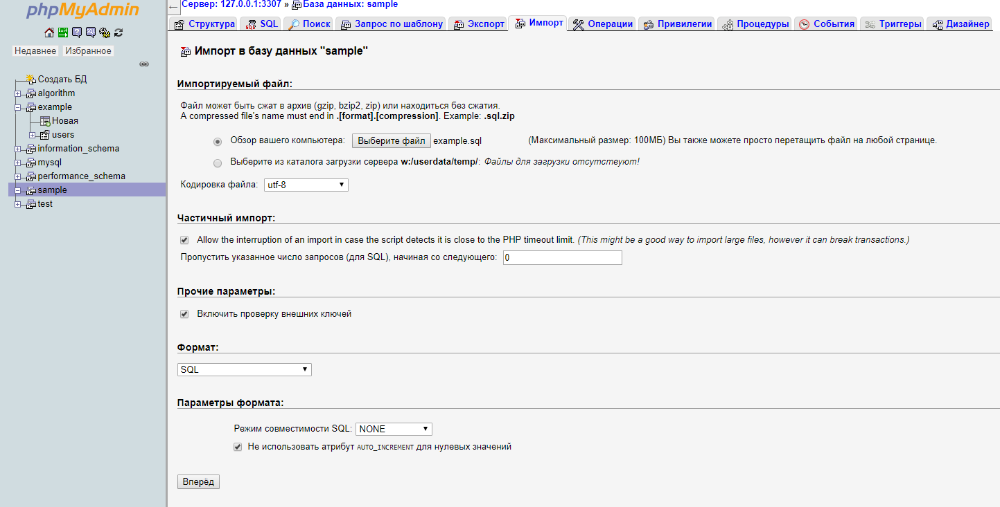 phpMyAdmin
Недавнее Избранное
Создать БД
algorithm
example
Новая
users
information_schema
mysql
performance_schema
sample
test
Сервер: 127.0.0.1:3307 » База данных: sample
Структура SQL Поиск Запрос по шаблону Экспорт Импорт Операции Привилегии Процедуры События Триггеры Дизайнер
Импорт в базу данных "sample"
Импортируемый файл:
Файл может быть сжат в архив (gzip, bzip2, zip) или находиться без сжатия.
A compressed file's name must end in .[format].[compression]. Example: .sql.zip
Обзор вашего компьютера: Выберите файл example.sql (Максимальный размер: 100МБ) Вы также можете просто перетащить файл на любой странице.
Выберите из каталога загрузки сервера w:/userdata/temp/: Файлы для загрузки отсутствуют!
Кодировка файла: utf-8
Частичный импорт:
Allow the interruption of an import in case the script detects it is close to the PHP timeout limit. (This might be a good way to import large files, however it can break transactions.)
Пропустить указанное число запросов (для SQL), начиная со следующего: 0
Прочие параметры:
Включить проверку внешних ключей
Формат:
SQL
Параметры формата:
Режим совместимости SQL: NONE
Не использовать атрибут AUTO_INCREMENT для нулевых значений
Вперёд